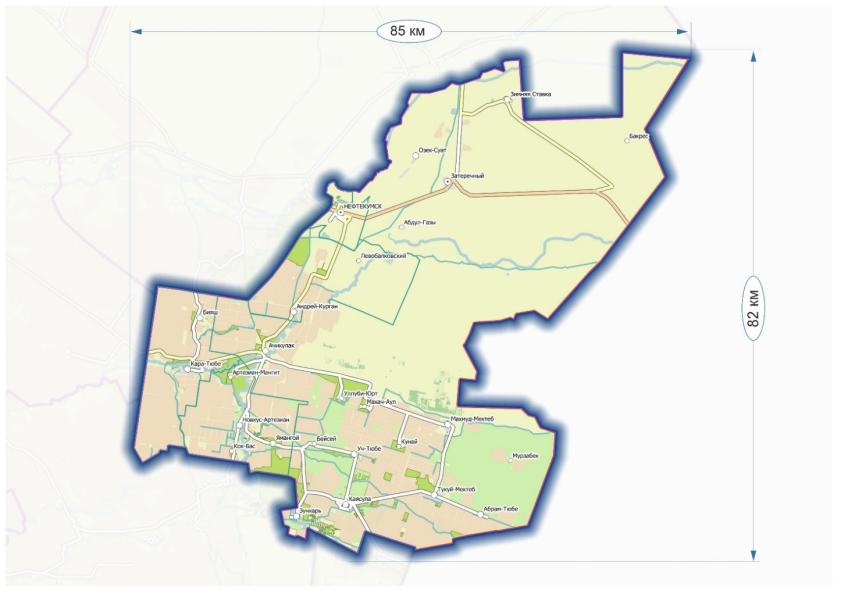 85 км
Зимняя Ставка
Бакрес
Озек-Суат
Затеречный
НЕФТЕКУМСК
Абдул-Газы
Левобалковский
82 км
Андрей-Курган
Бияш
Ачикулак
Кара-Тюбе
Артезиан-Мангит
Уллуби-Юрт
Махач-Аул
Новкус-Артезиан
Махмуд-Мектеб
Ямангой
Бейсей
Кунай
Кок-Бас
Уч-Тюбе
Мурзабек
Тукуй-Мектеб
Каясула
Зункарь
Абрам-Тюбе